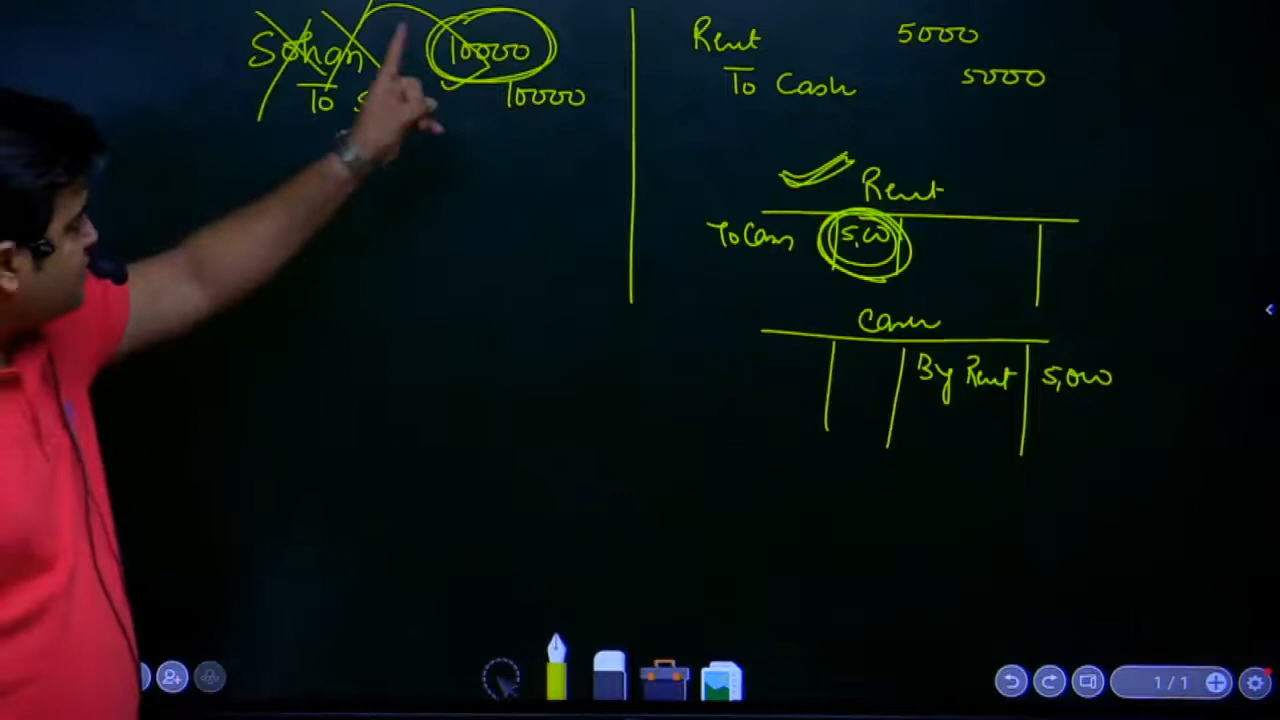 Sohan 10000
To S 10000
Rent 5000
To Cash 5000
Rent
To Cash 5,00
Cash
By Rent 5,000
1 / 1